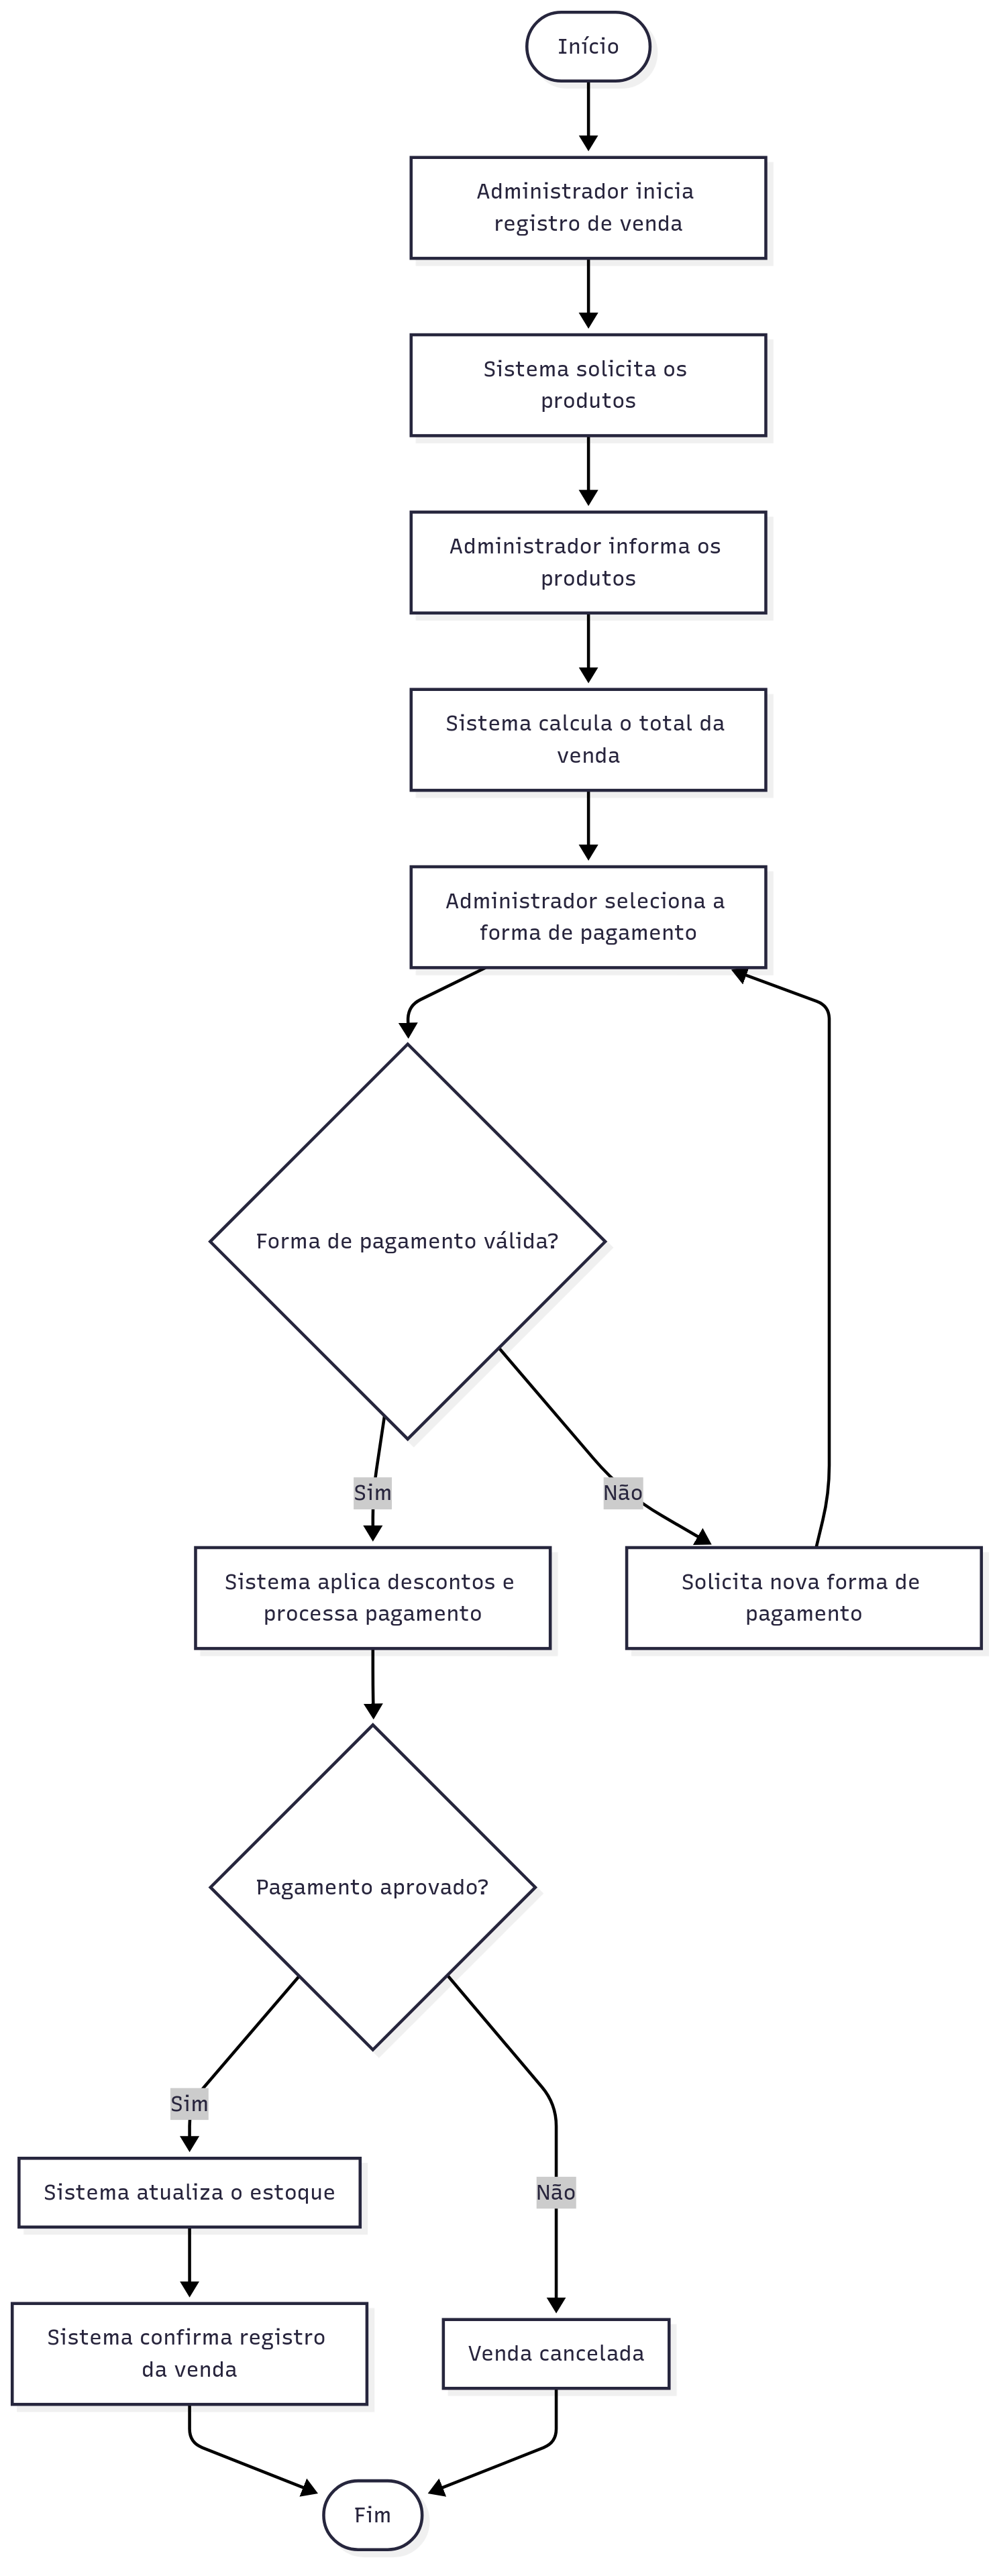 Início
Administrador inicia
registro de venda
Sistema solicita os
produtos
Administrador informa os
produtos
Sistema calcula o total da
venda
Administrador seleciona a
forma de pagamento
Forma de pagamento válida?
Sim
Não
Sistema aplica descontos e
processa pagamento
Solicita nova forma de
pagamento
Pagamento aprovado?
Sim
Não
Sistema atualiza o estoque
Sistema confirma registro
da venda
Venda cancelada
Fim